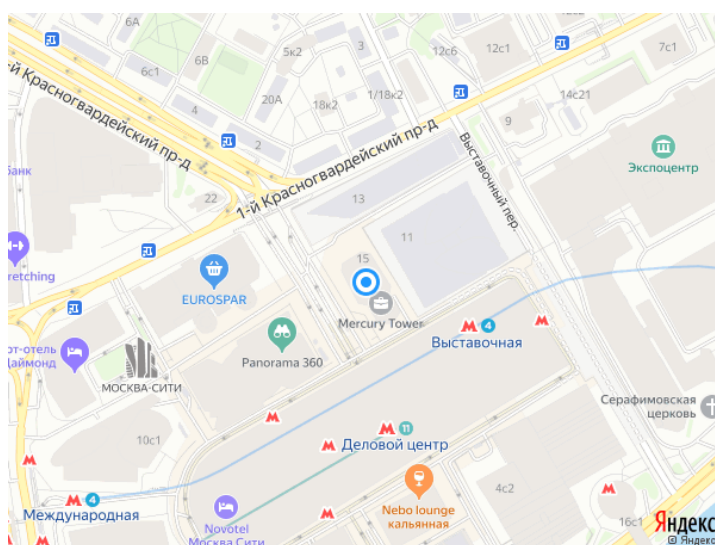 6А
5к2
3
12с2
12с6
12с1
7с1
6В
6с1
20А
18к2
1/18к2
14с21
4
2
9
-й Красногвардейский пр-д
1-й Красногвардейский пр-д
Выставочный пер.
Экспоцентр
банк
22
13
11
15
retching
EUROSPAR
Mercury Tower
4
Выставочная
Panorama 360
от-отель
Даймонд
МОСКВА-СИТИ
Серафимовская
церковь
10с1
11
Деловой центр
4
Международная
Nebo lounge
кальянная
4с2
Novotel
Москва Сити
16с1
Яндекс
© Яндекс